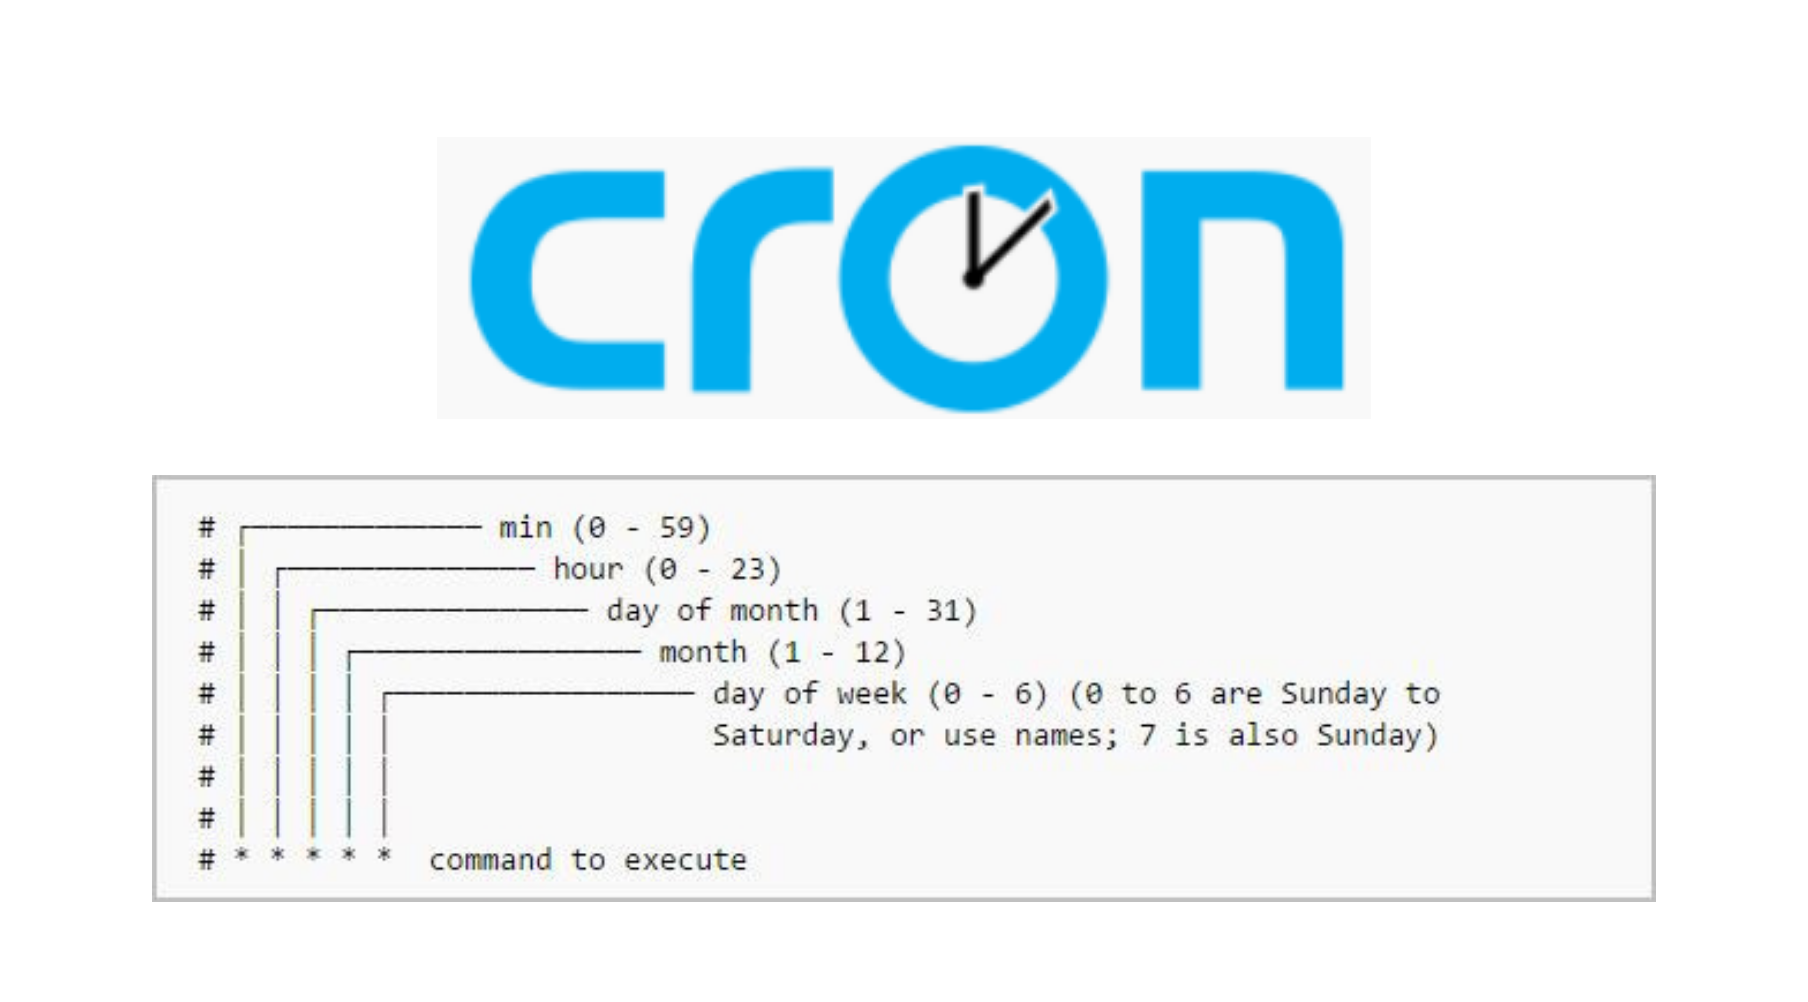 cron
# ┌───────────── min (0 - 59)
# │ ┌────────────── hour (0 - 23)
# │ │ ┌─────────────── day of month (1 - 31)
# │ │ │ ┌──────────────── month (1 - 12)
# │ │ │ │ ┌───────────────── day of week (0 - 6) (0 to 6 are Sunday to
# │ │ │ │ │                  Saturday, or use names; 7 is also Sunday)
# │ │ │ │ │
# │ │ │ │ │
# * * * * *  command to execute